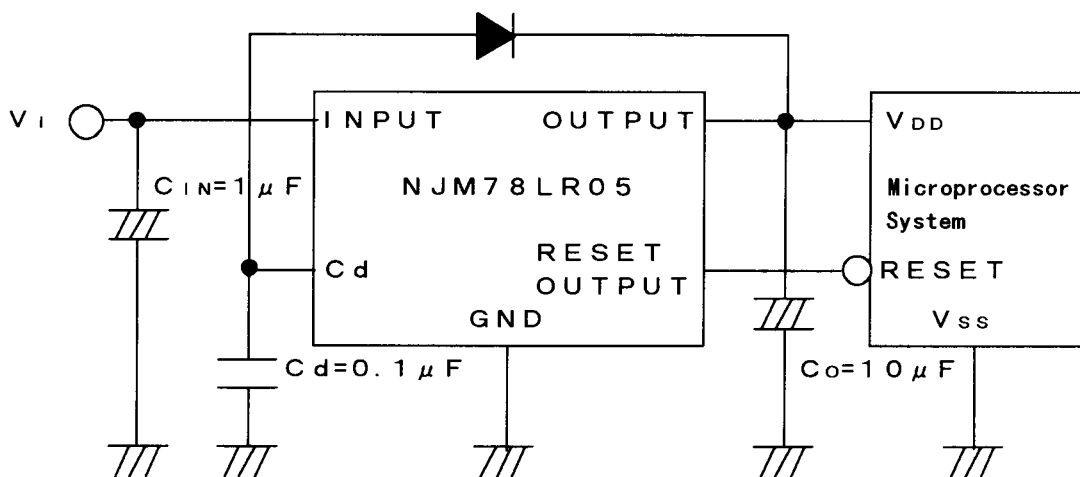 VI
INPUT
OUTPUT
VDD
CIN=1μF
NJM78LR05
Microprocessor
System
Cd
RESET
OUTPUT
RESET
GND
VSS
Cd=0.1μF
Co=10μF